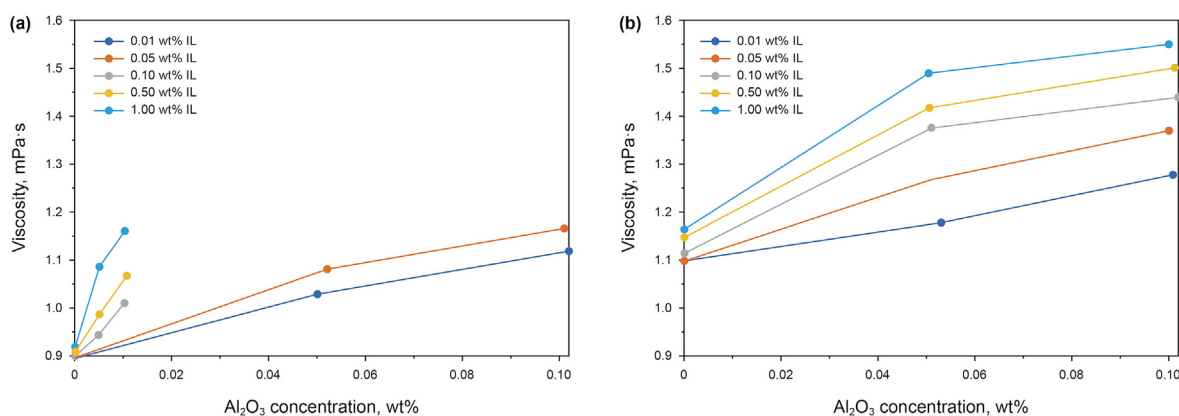 (a)
1.6
1.5
1.4
1.3
1.2
1.1
1.0
0.9
Viscosity, mPa·s
0.01 wt% IL
0.05 wt% IL
0.10 wt% IL
0.50 wt% IL
1.00 wt% IL
0
0.02
0.04
0.06
0.08
0.10
Al₂O₃ concentration, wt%
(b)
1.6
1.5
1.4
1.3
1.2
1.1
1.0
0.9
Viscosity, mPa·s
0.01 wt% IL
0.05 wt% IL
0.10 wt% IL
0.50 wt% IL
1.00 wt% IL
0
0.02
0.04
0.06
0.08
0.10
Al₂O₃ concentration, wt%